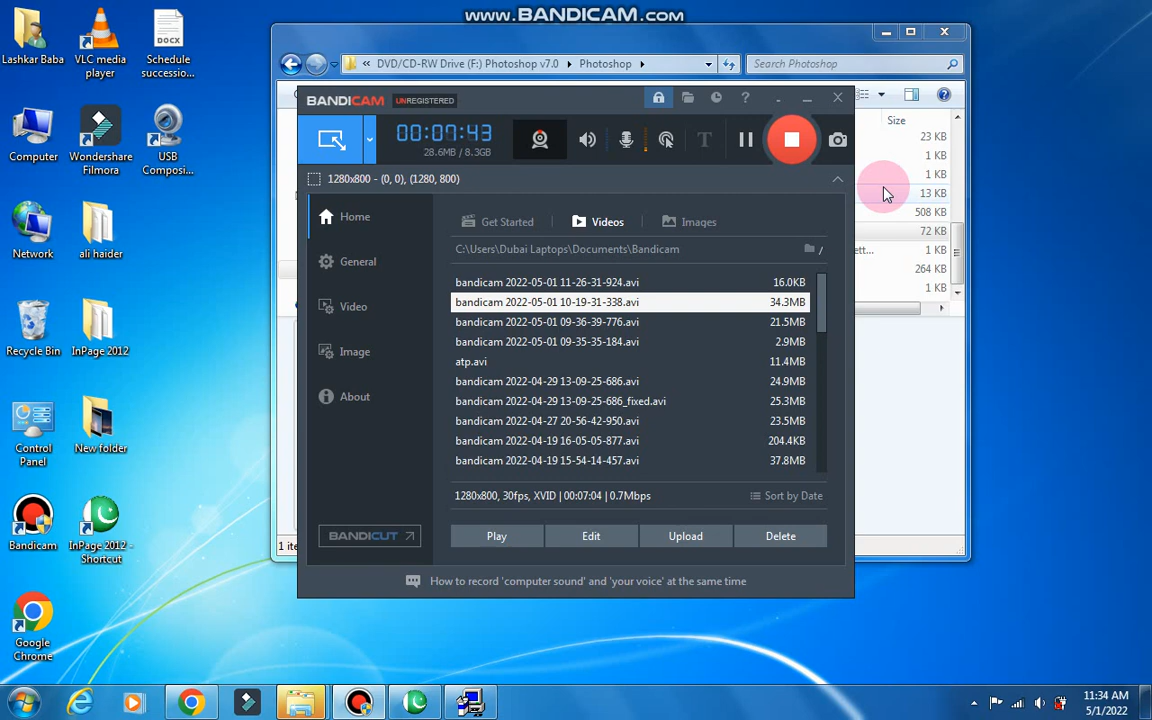 www.BANDICAM.com
Lashkar Baba
VLC media
player
Schedule
successio...
Computer
Wondershare
Filmora
USB
Composi...
Network
ali haider
Recycle Bin
InPage 2012
Control
Panel
New folder
Bandicam
InPage 2012 -
Shortcut
Google
Chrome
« DVD/CD-RW Drive (F:) Photoshop v7.0 Photoshop
Search Photoshop
Size
23 KB
1 KB
1 KB
13 KB
508 KB
72 KB
ett... 1 KB
264 KB
1 KB
1 ite
BANDICAM UNREGISTERED
00:07:43
28.6MB / 8.3GB
1280x800 - (0, 0), (1280, 800)
Home
General
Video
Image
About
BANDICUT
Get Started Videos Images
C:\Users\Dubai Laptops\Documents\Bandicam /
bandicam 2022-05-01 11-26-31-924.avi 16.0KB
bandicam 2022-05-01 10-19-31-338.avi 34.3MB
bandicam 2022-05-01 09-36-39-776.avi 21.5MB
bandicam 2022-05-01 09-35-35-184.avi 2.9MB
atp.avi 11.4MB
bandicam 2022-04-29 13-09-25-686.avi 24.9MB
bandicam 2022-04-29 13-09-25-686_fixed.avi 25.3MB
bandicam 2022-04-27 20-56-42-950.avi 23.5MB
bandicam 2022-04-19 16-05-05-877.avi 204.4KB
bandicam 2022-04-19 15-54-14-457.avi 37.8MB
1280x800, 30fps, XVID | 00:07:04 | 0.7Mbps Sort by Date
Play Edit Upload Delete
How to record 'computer sound' and 'your voice' at the same time
11:34 AM
5/1/2022